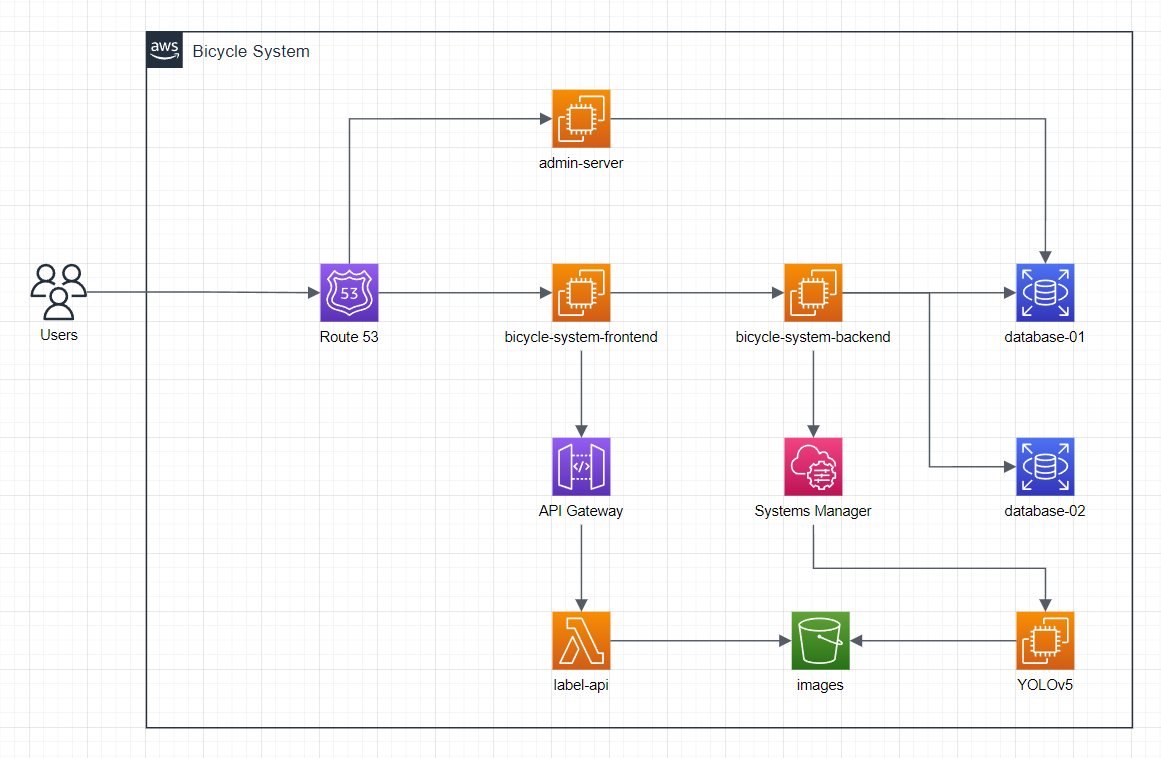 aws
Bicycle System
admin-server
53
Users
Route 53
bicycle-system-frontend
bicycle-system-backend
database-01
</>
API Gateway
Systems Manager
database-02
label-api
images
YOLOv5